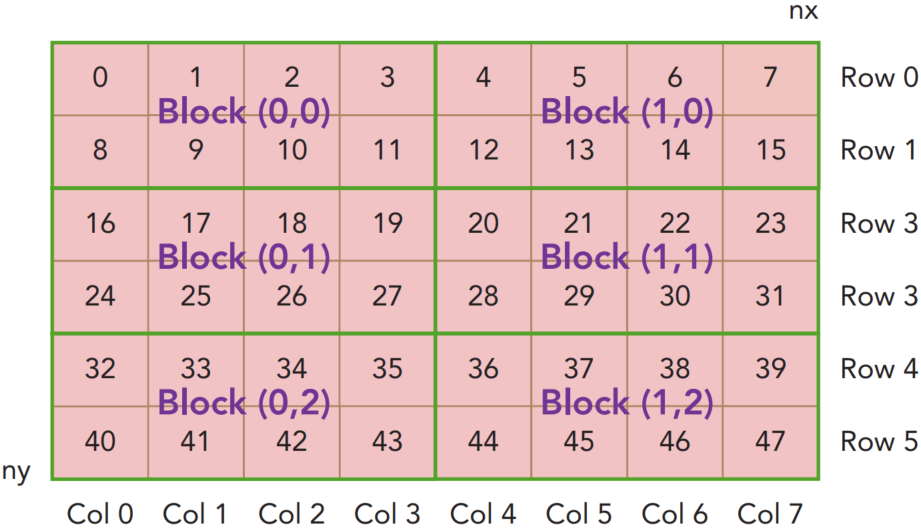 nx
0 1 2 3 4 5 6 7 Row 0
Block (0,0) Block (1,0)
8 9 10 11 12 13 14 15 Row 1
16 17 18 19 20 21 22 23 Row 3
Block (0,1) Block (1,1)
24 25 26 27 28 29 30 31 Row 3
32 33 34 35 36 37 38 39 Row 4
Block (0,2) Block (1,2)
40 41 42 43 44 45 46 47 Row 5
ny
Col 0 Col 1 Col 2 Col 3 Col 4 Col 5 Col 6 Col 7